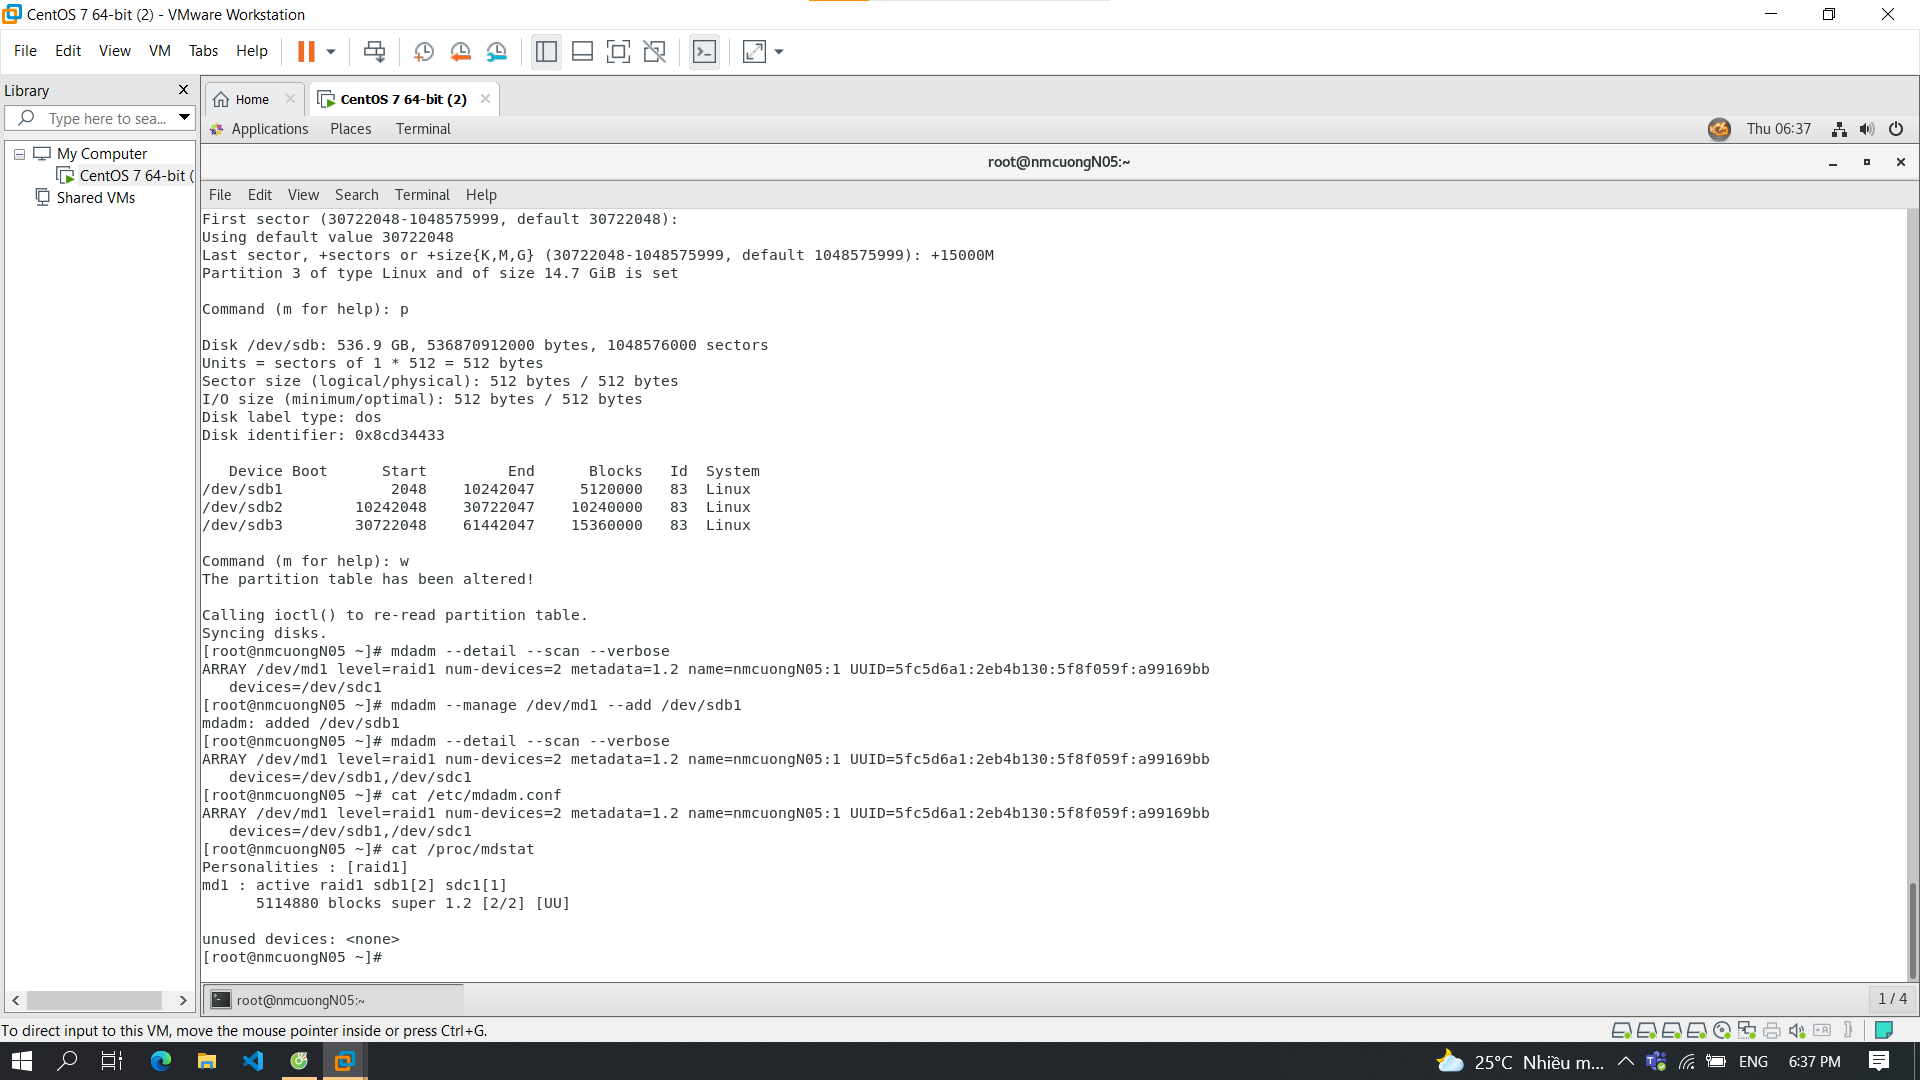 CentOS 7 64-bit (2) - VMware Workstation
File Edit View VM Tabs Help
Library
Type here to sea...
My Computer
CentOS 7 64-bit (
Shared VMs
Home
CentOS 7 64-bit (2)
Applications Places Terminal
Thu 06:37
root@nmcuongN05:~
File Edit View Search Terminal Help
First sector (30722048-1048575999, default 30722048):
Using default value 30722048
Last sector, +sectors or +size{K,M,G} (30722048-1048575999, default 1048575999): +15000M
Partition 3 of type Linux and of size 14.7 GiB is set
Command (m for help): p
Disk /dev/sdb: 536.9 GB, 536870912000 bytes, 1048576000 sectors
Units = sectors of 1 * 512 = 512 bytes
Sector size (logical/physical): 512 bytes / 512 bytes
I/O size (minimum/optimal): 512 bytes / 512 bytes
Disk label type: dos
Disk identifier: 0x8cd34433
Device Boot Start End Blocks Id System
/dev/sdb1 2048 10242047 5120000 83 Linux
/dev/sdb2 10242048 30722047 10240000 83 Linux
/dev/sdb3 30722048 61442047 15360000 83 Linux
Command (m for help): w
The partition table has been altered!
Calling ioctl() to re-read partition table.
Syncing disks.
[root@nmcuongN05 ~]# mdadm --detail --scan --verbose
ARRAY /dev/md1 level=raid1 num-devices=2 metadata=1.2 name=nmcuongN05:1 UUID=5fc5d6a1:2eb4b130:5f8f059f:a99169bb
devices=/dev/sdc1
[root@nmcuongN05 ~]# mdadm --manage /dev/md1 --add /dev/sdb1
mdadm: added /dev/sdb1
[root@nmcuongN05 ~]# mdadm --detail --scan --verbose
ARRAY /dev/md1 level=raid1 num-devices=2 metadata=1.2 name=nmcuongN05:1 UUID=5fc5d6a1:2eb4b130:5f8f059f:a99169bb
devices=/dev/sdb1,/dev/sdc1
[root@nmcuongN05 ~]# cat /etc/mdadm.conf
ARRAY /dev/md1 level=raid1 num-devices=2 metadata=1.2 name=nmcuongN05:1 UUID=5fc5d6a1:2eb4b130:5f8f059f:a99169bb
devices=/dev/sdb1,/dev/sdc1
[root@nmcuongN05 ~]# cat /proc/mdstat
Personalities : [raid1]
md1 : active raid1 sdb1[2] sdc1[1]
5114880 blocks super 1.2 [2/2] [UU]
unused devices: <none>
[root@nmcuongN05 ~]#
root@nmcuongN05:~
1 / 4
To direct input to this VM, move the mouse pointer inside or press Ctrl+G.
25°C Nhiều m... ENG 6:37 PM